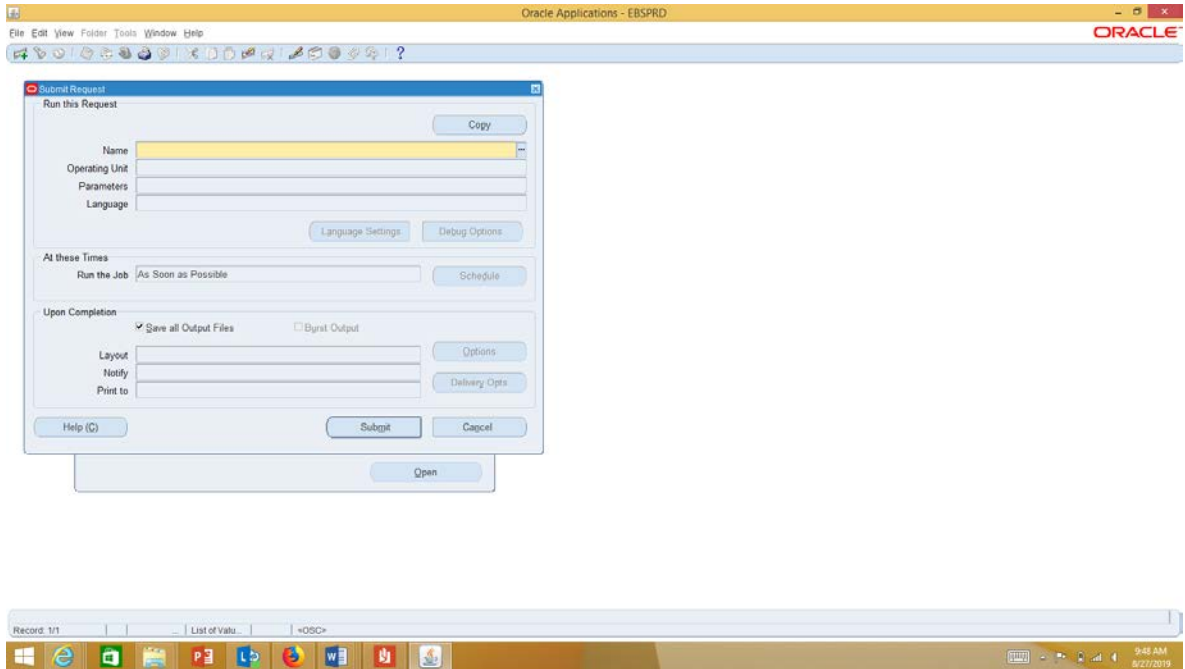 Oracle Applications - EBSPRD
File Edit View Folder Tools Window Help
ORACLE
Submit Request
Run this Request
Copy
Name
Operating Unit
Parameters
Language
Language Settings
Debug Options
At these Times
Run the Job
As Soon as Possible
Schedule
Upon Completion
Save all Output Files
Burst Output
Layout
Options
Notify
Print to
Delivery Opts
Help (C)
Submit
Cancel
Open
Record: 1/1
...
List of Valu...
<OSC>
9:48 AM
8/27/2019